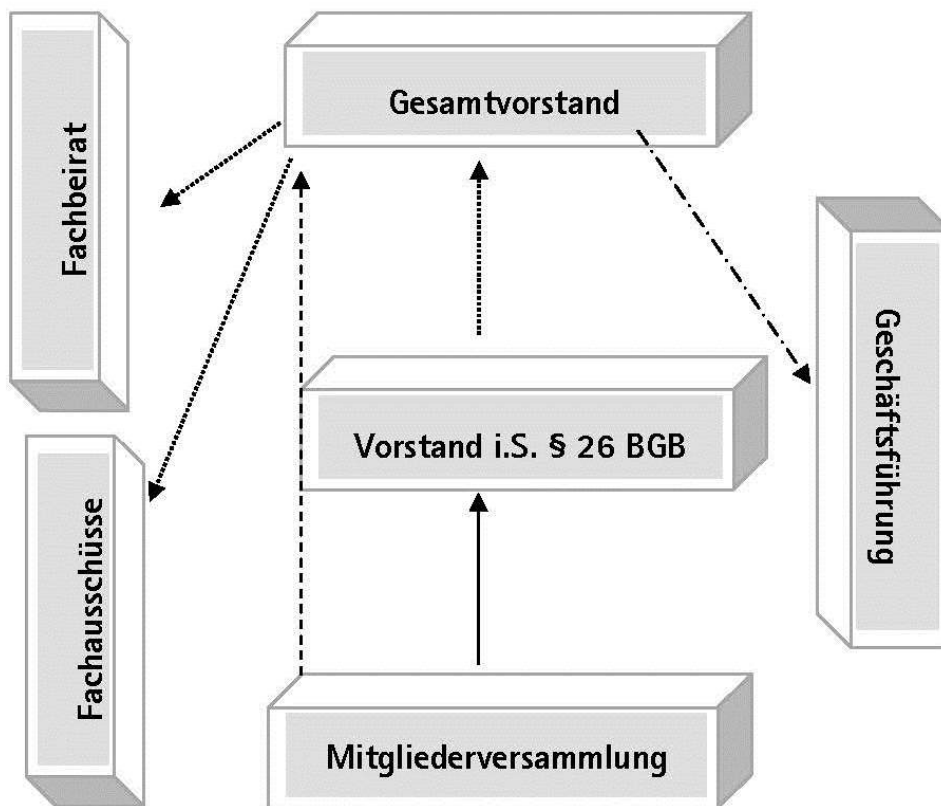 Gesamtvorstand
Fachbeirat
Geschäftsführung
Vorstand i.S. § 26 BGB
Fachausschüsse
Mitgliederversammlung